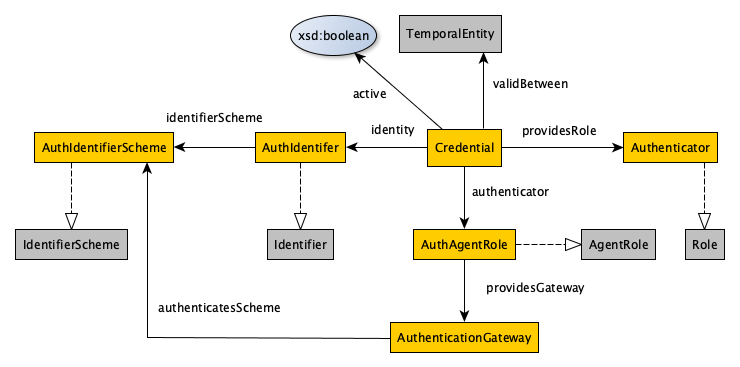 xsd:boolean
TemporalEntity
active
validBetween
identifierScheme
identity
providesRole
AuthIdentifierScheme
AuthIdentifer
Credential
Authenticator
authenticator
IdentifierScheme
Identifier
AuthAgentRole
AgentRole
Role
providesGateway
authenticatesScheme
AuthenticationGateway